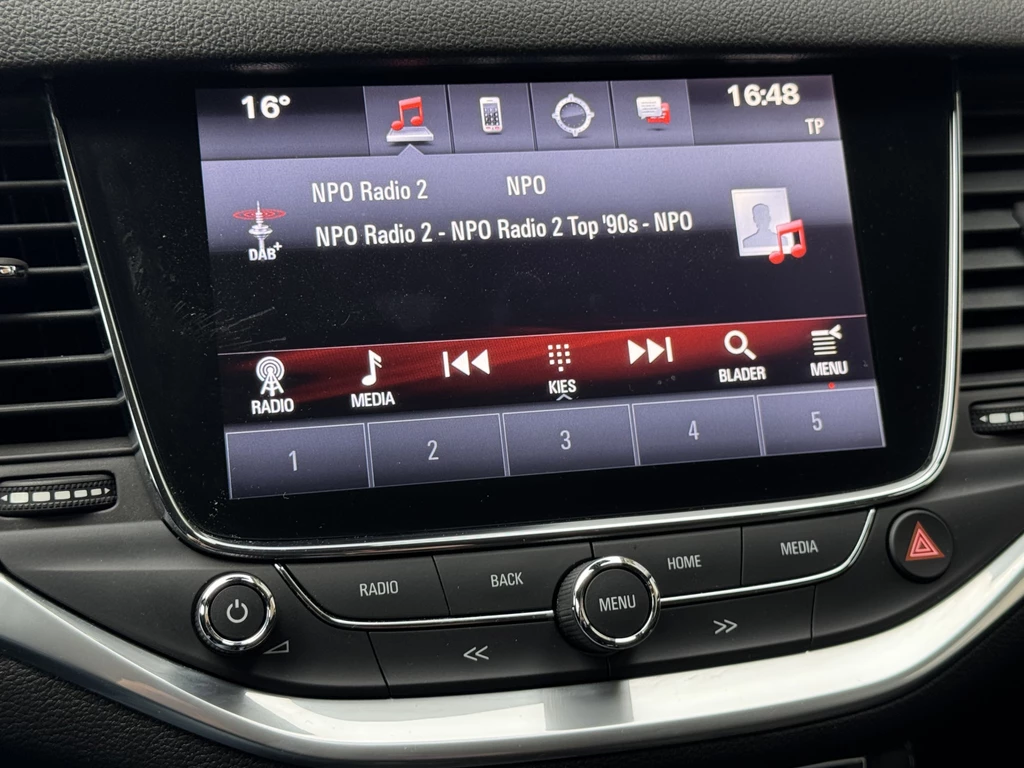 16°
16:48
TP
NPO Radio 2 NPO
NPO Radio 2 - NPO Radio 2 Top '90s - NPO
DAB+
RADIO
MEDIA
KIES
BLADER
MENU
1 2 3 4 5
RADIO BACK HOME MEDIA
MENU